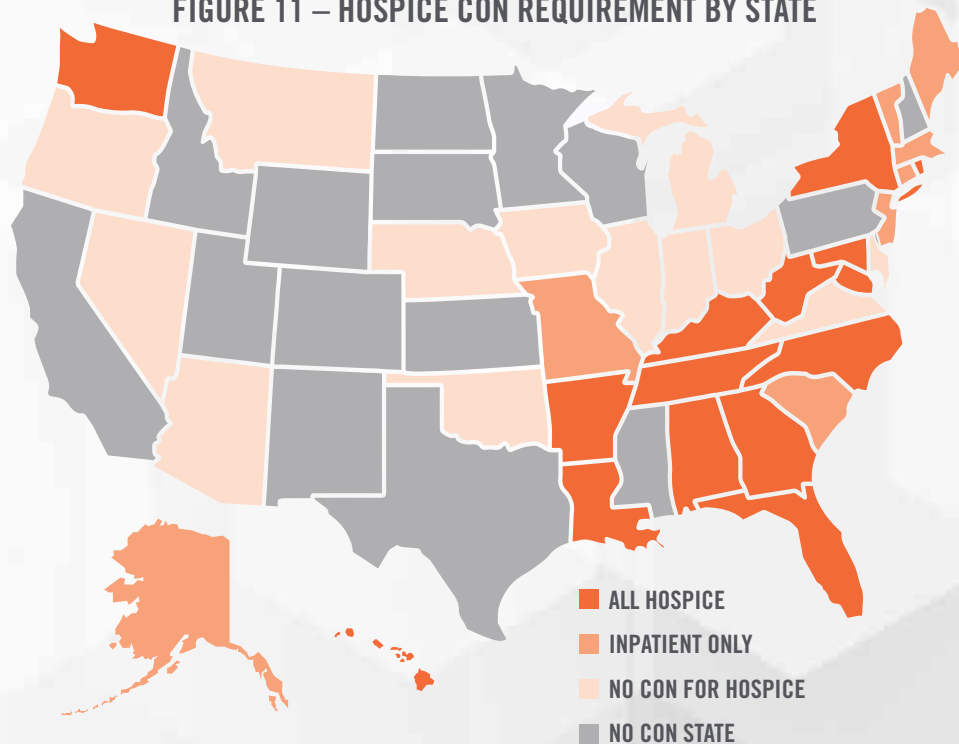 FIGURE 11 – HOSPICE CON REQUIREMENT BY STATE
ALL HOSPICE
INPATIENT ONLY
NO CON FOR HOSPICE
NO CON STATE